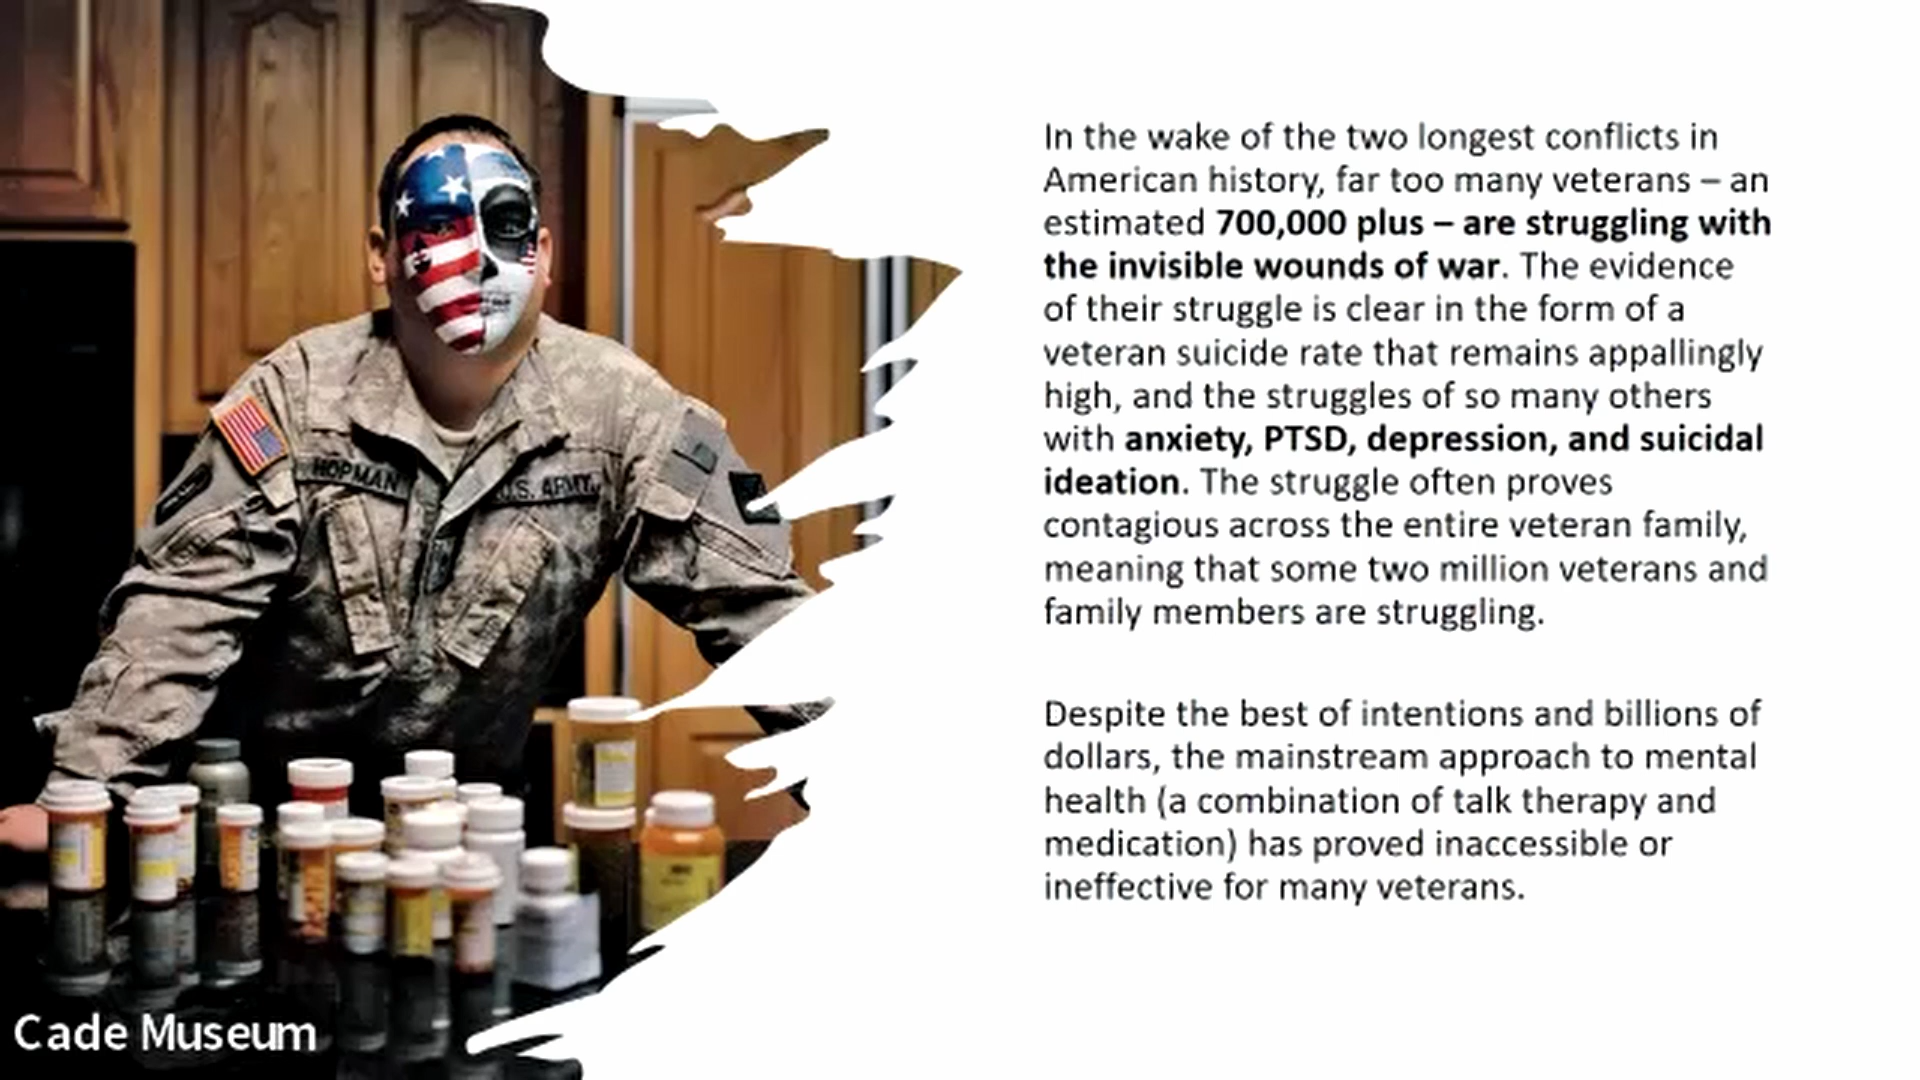 In the wake of the two longest conflicts in
American history, far too many veterans – an
estimated 700,000 plus – are struggling with
the invisible wounds of war. The evidence
of their struggle is clear in the form of a
veteran suicide rate that remains appallingly
high, and the struggles of so many others
with anxiety, PTSD, depression, and suicidal
ideation. The struggle often proves
contagious across the entire veteran family,
meaning that some two million veterans and
family members are struggling.
Despite the best of intentions and billions of
dollars, the mainstream approach to mental
health (a combination of talk therapy and
medication) has proved inaccessible or
ineffective for many veterans.
HOPMAN
U.S. ARMY
Cade Museum